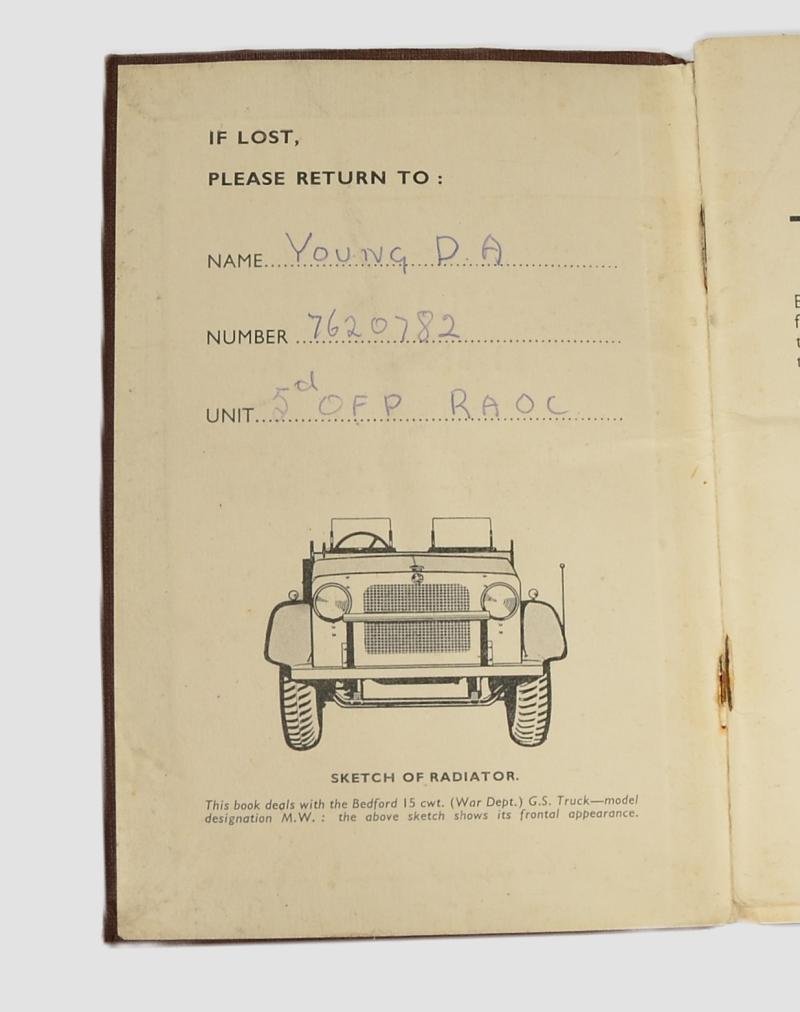 IF LOST,
PLEASE RETURN TO :
NAME Young D. A
NUMBER 7620782
UNIT 5d OFP RAOC
SKETCH OF RADIATOR.
This book deals with the Bedford 15 cwt. (War Dept.) G.S. Truck—model
designation M.W. : the above sketch shows its frontal appearance.